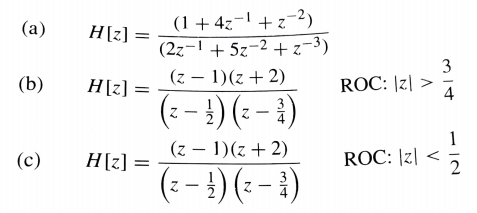 (a) H[z] = (1 + 4z⁻¹ + z⁻²) / (2z⁻¹ + 5z⁻² + z⁻³)
(b) H[z] = (z − 1)(z + 2) / (z − 1/2)(z − 3/4) ROC: |z| > 3/4
(c) H[z] = (z − 1)(z + 2) / (z − 1/2)(z − 3/4) ROC: |z| < 1/2